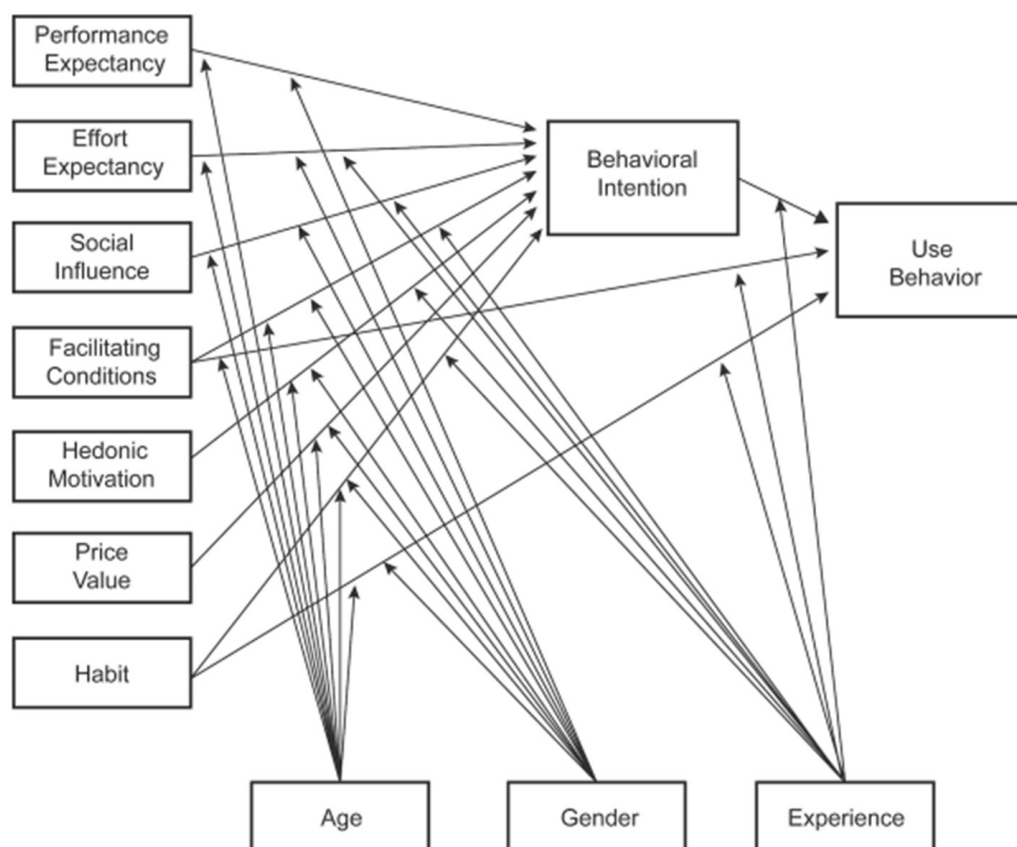 Performance
Expectancy
Effort
Expectancy
Behavioral
Intention
Social
Influence
Use
Behavior
Facilitating
Conditions
Hedonic
Motivation
Price
Value
Habit
Age
Gender
Experience